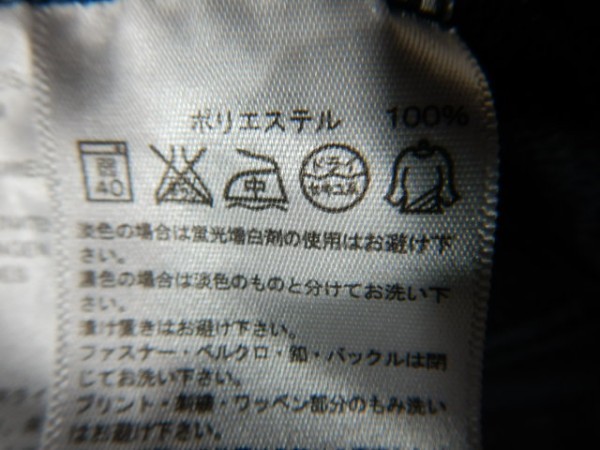 ポリエステル 100%
40 中 ドライ セキユ系
淡色の場合は蛍光増白剤の使用はお避け下
さい。
濃色の場合は淡色のものと分けてお洗い下
さい。
漬け置きはお避け下さい。
ファスナー・ベルクロ・釦・バックルは閉
じてお洗い下さい。
プリント・刺繍・ワッペン部分のもみ洗い
はお避け下さい。